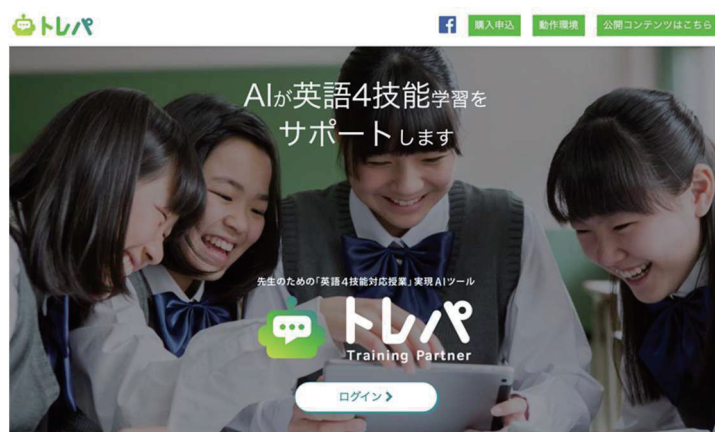 トレパ
f
購入申込
動作環境
公開コンテンツはこちら
AIが英語4技能学習を
サポートします
先生のための「英語4技能対応授業」実現AIツール
トレパ
Training Partner
ログイン